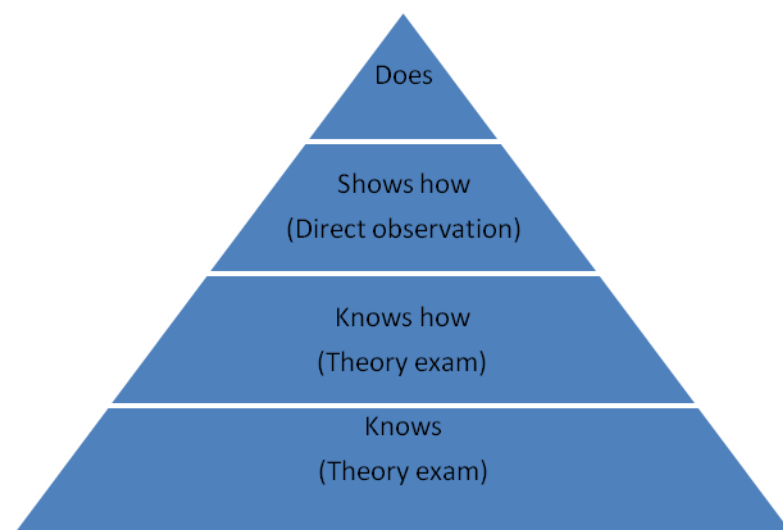 Does
Shows how
(Direct observation)
Knows how
(Theory exam)
Knows
(Theory exam)